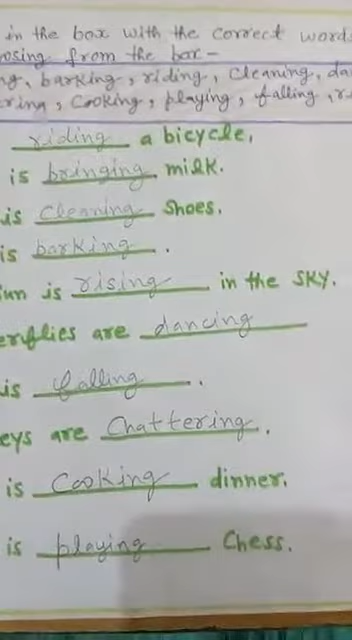 in the box with the correct words
osing from the box-
ng, barking, riding, cleaning, da
ring, cooking, playing, falling, r
riding a bicycle.
is bringing milk.
is cleaning Shoes.
is barking.
un is rising in the SKY.
erflies are dancing
is falling.
eys are Chattering.
is Cooking dinner.
is playing Chess.